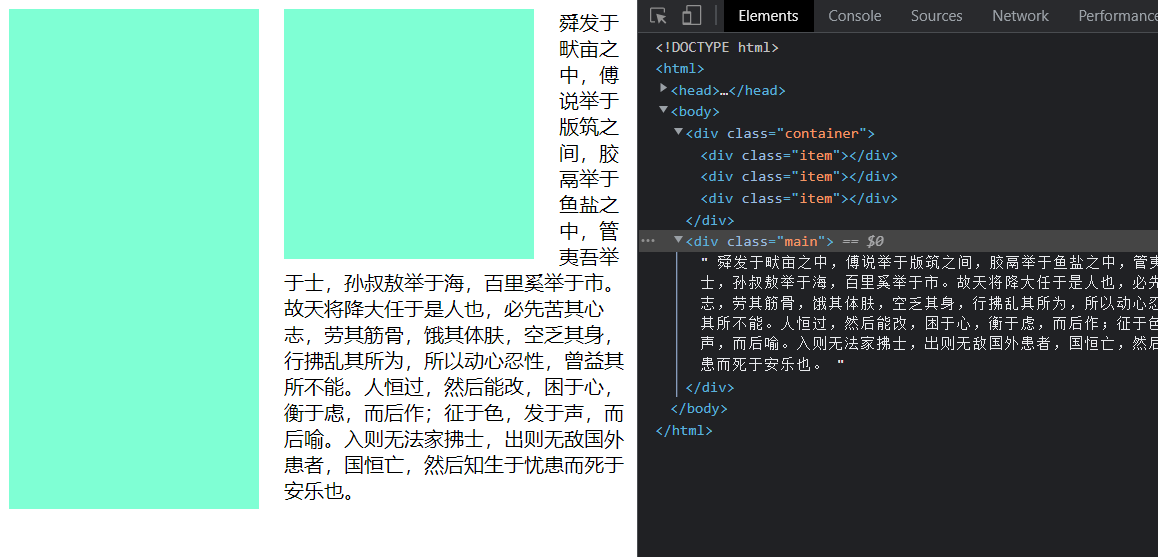 舜发于
畎亩之
中，傅
说举于
版筑之
间，胶
鬲举于
鱼盐之
中，管
夷吾举
于士，孙叔敖举于海，百里奚举于市。
故天将降大任于是人也，必先苦其心
志，劳其筋骨，饿其体肤，空乏其身，
行拂乱其所为，所以动心忍性，曾益其
所不能。人恒过，然后能改，困于心，
衡于虑，而后作；征于色，发于声，而
后喻。入则无法家拂士，出则无敌国外
患者，国恒亡，然后知生于忧患而死于
安乐也。
Elements Console Sources Network Performance
<!DOCTYPE html>
<html>
<head>…</head>
<body>
<div class="container">
<div class="item"></div>
<div class="item"></div>
<div class="item"></div>
</div>
<div class="main"> == $0
" 舜发于畎亩之中，傅说举于版筑之间，胶鬲举于鱼盐之中，管夷
士，孙叔敖举于海，百里奚举于市。故天将降大任于是人也，必先
志，劳其筋骨，饿其体肤，空乏其身，行拂乱其所为，所以动心忍
其所不能。人恒过，然后能改，困于心，衡于虑，而后作；征于色
声，而后喻。入则无法家拂士，出则无敌国外患者，国恒亡，然后
患而死于安乐也。 "
</div>
</body>
</html>